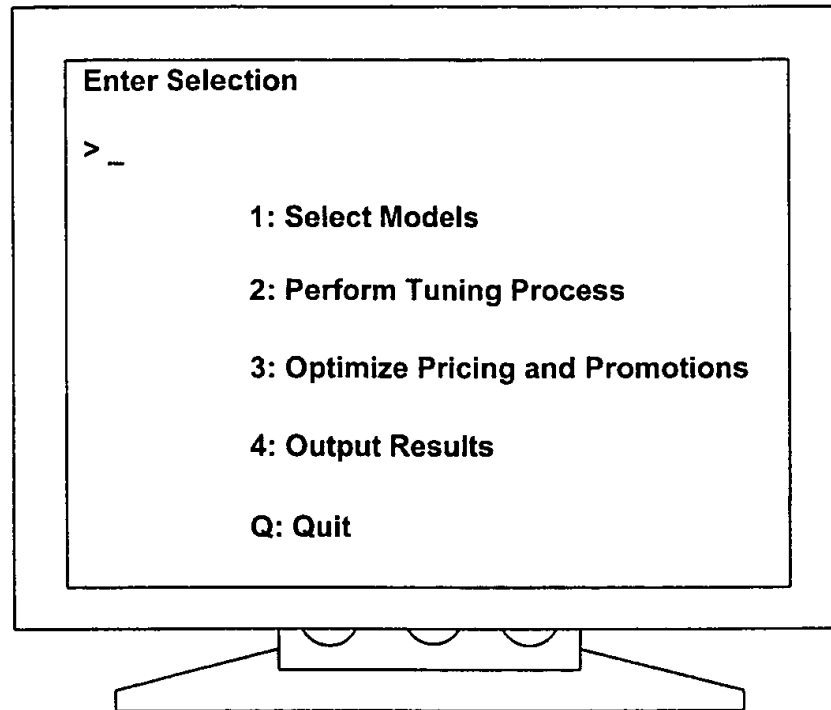 Enter Selection
> _
1: Select Models
2: Perform Tuning Process
3: Optimize Pricing and Promotions
4: Output Results
Q: Quit